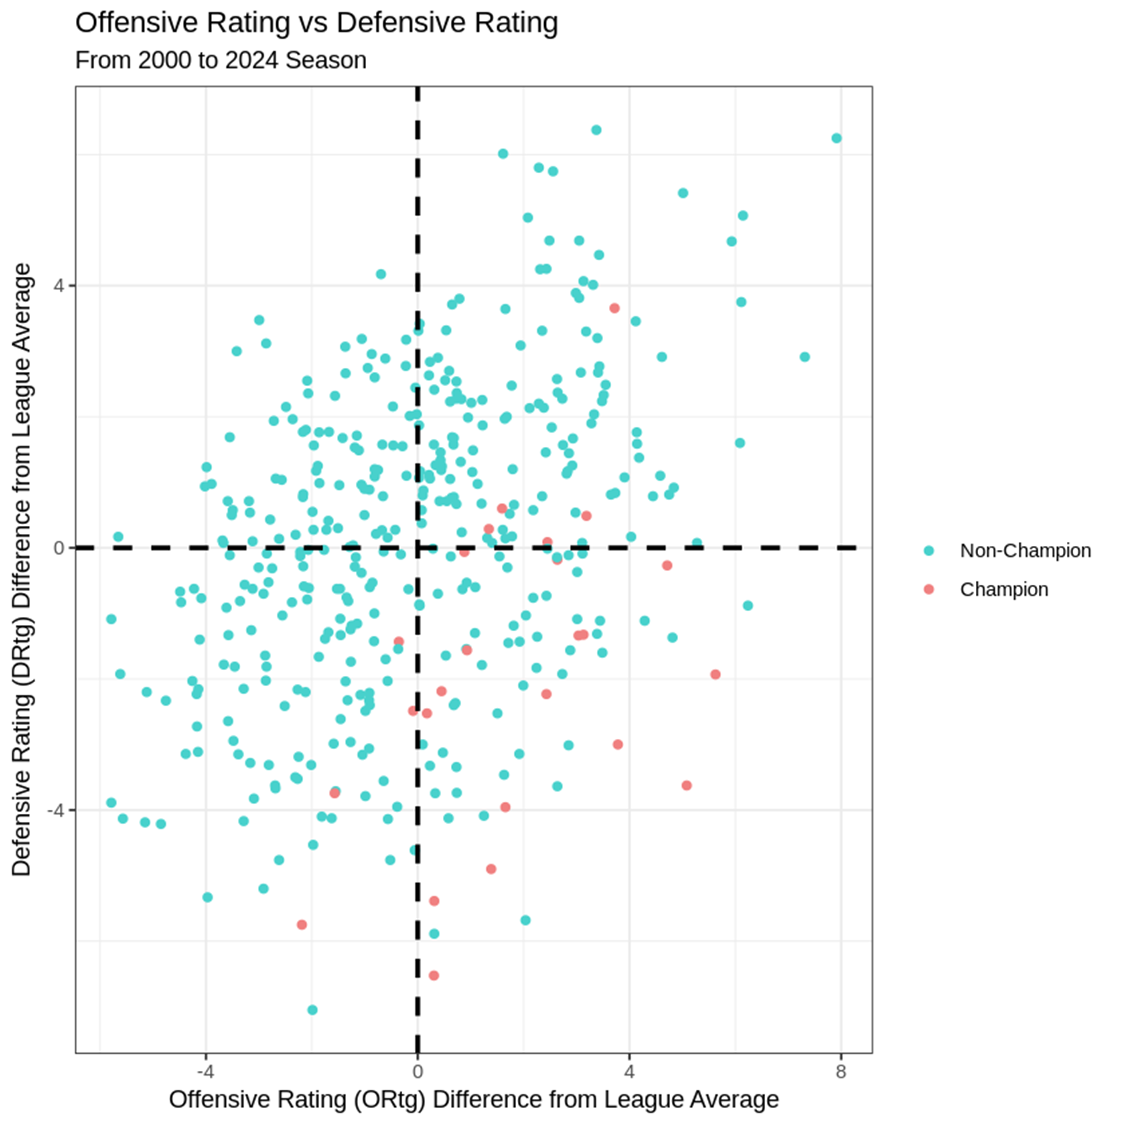 Offensive Rating vs Defensive Rating
From 2000 to 2024 Season
Defensive Rating (DRtg) Difference from League Average
4
0
-4
-4
0
4
8
Offensive Rating (ORtg) Difference from League Average
Non-Champion
Champion